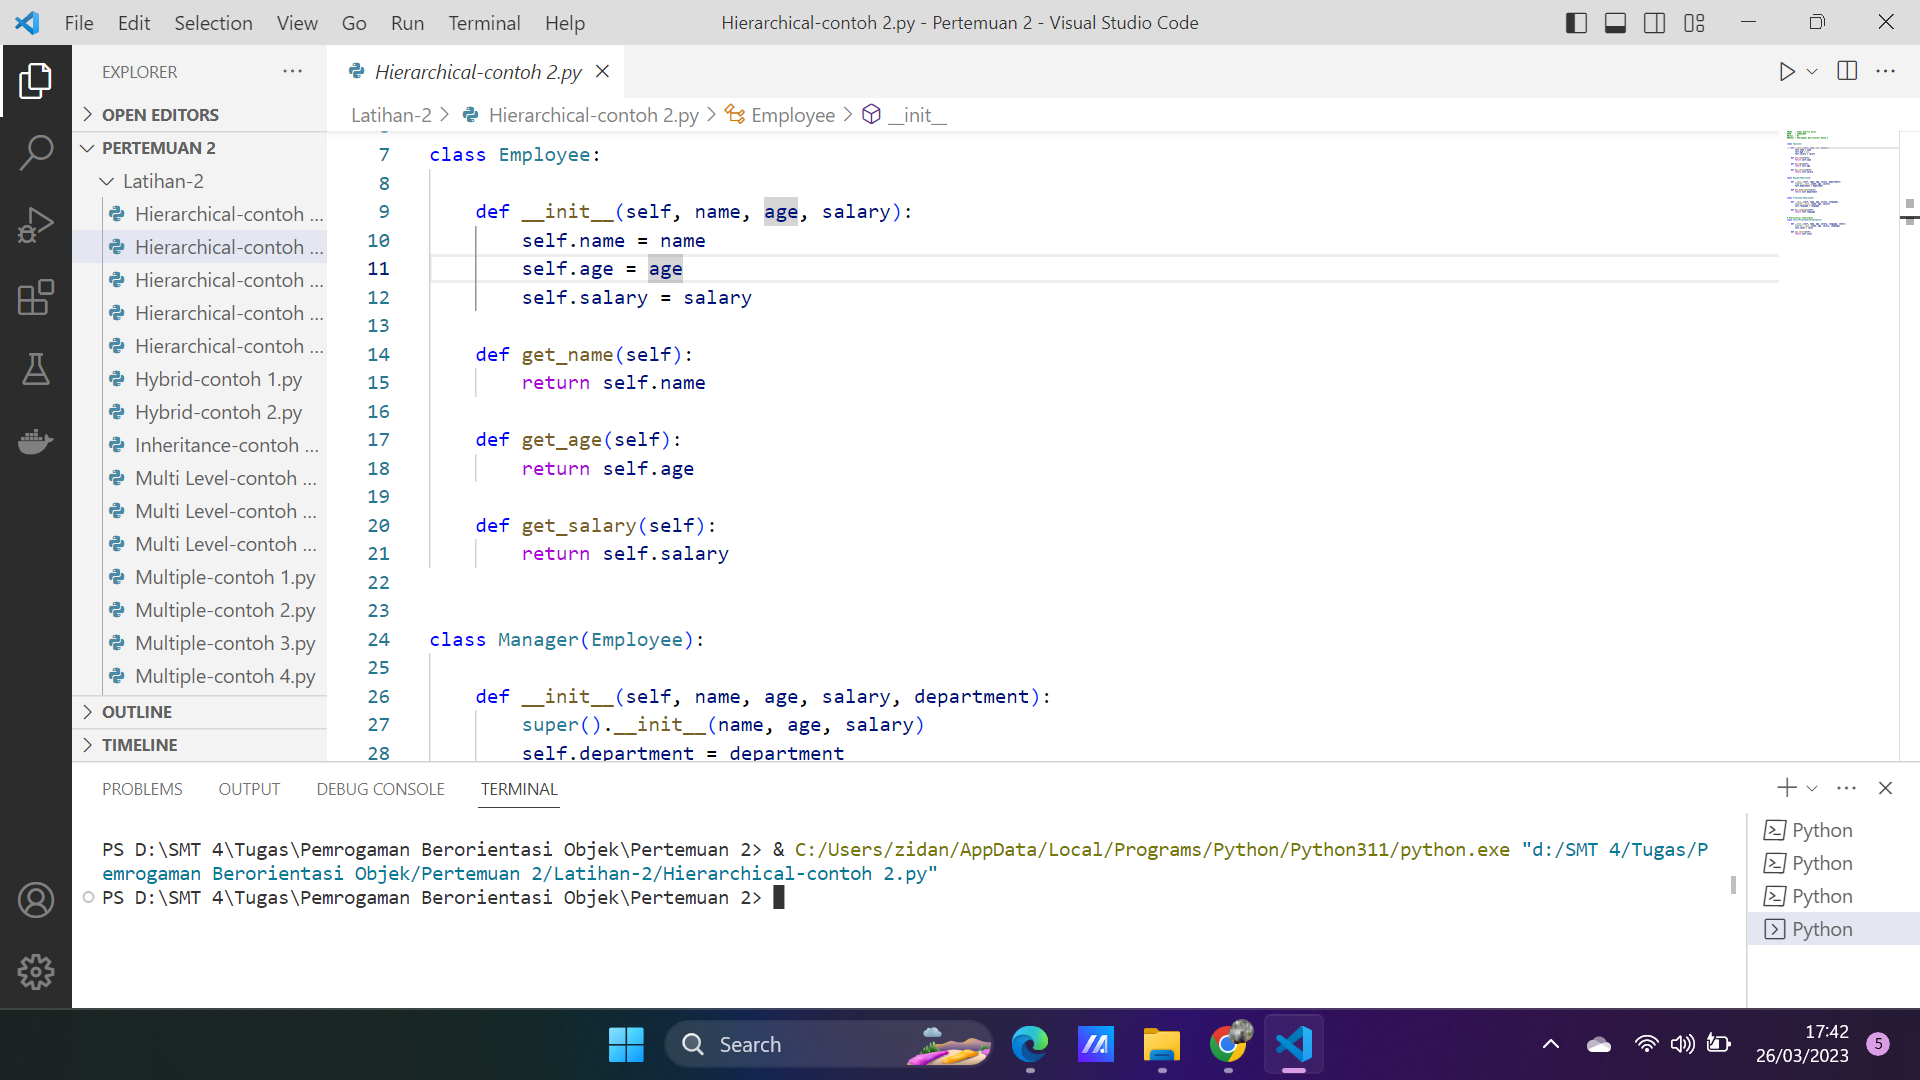 File Edit Selection View Go Run Terminal Help
Hierarchical-contoh 2.py - Pertemuan 2 - Visual Studio Code
EXPLORER
OPEN EDITORS
PERTEMUAN 2
Latihan-2
Hierarchical-contoh ...
Hierarchical-contoh ...
Hierarchical-contoh ...
Hierarchical-contoh ...
Hierarchical-contoh ...
Hybrid-contoh 1.py
Hybrid-contoh 2.py
Inheritance-contoh ...
Multi Level-contoh ...
Multi Level-contoh ...
Multi Level-contoh ...
Multiple-contoh 1.py
Multiple-contoh 2.py
Multiple-contoh 3.py
Multiple-contoh 4.py
OUTLINE
TIMELINE
Hierarchical-contoh 2.py
Latihan-2 > Hierarchical-contoh 2.py > Employee > __init__
7 class Employee:
8
9 def __init__(self, name, age, salary):
10 self.name = name
11 self.age = age
12 self.salary = salary
13
14 def get_name(self):
15 return self.name
16
17 def get_age(self):
18 return self.age
19
20 def get_salary(self):
21 return self.salary
22
23
24 class Manager(Employee):
25
26 def __init__(self, name, age, salary, department):
27 super().__init__(name, age, salary)
28 self.department = department
PROBLEMS OUTPUT DEBUG CONSOLE TERMINAL
PS D:\SMT 4\Tugas\Pemrogaman Berorientasi Objek\Pertemuan 2> & C:/Users/zidan/AppData/Local/Programs/Python/Python311/python.exe "d:/SMT 4/Tugas/P
emrogaman Berorientasi Objek/Pertemuan 2/Latihan-2/Hierarchical-contoh 2.py"
PS D:\SMT 4\Tugas\Pemrogaman Berorientasi Objek\Pertemuan 2>
Python
Python
Python
Python
Search
17:42
26/03/2023
5